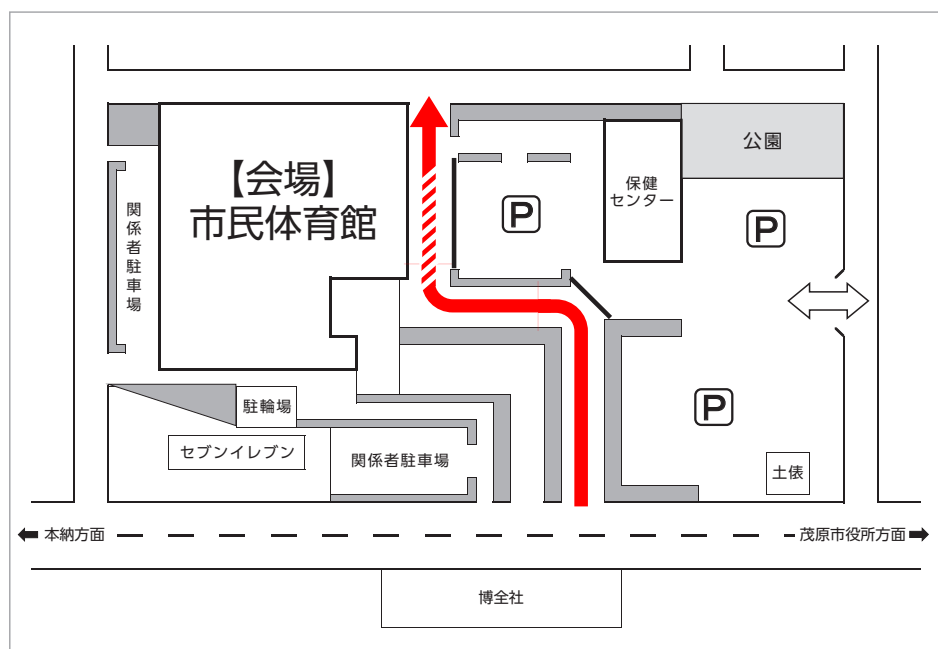 公園
【会場】
市民体育館
保健
センター
P
P
関係者駐車場
P
駐輪場
セブンイレブン
関係者駐車場
土俵
本納方面
茂原市役所方面
博全社